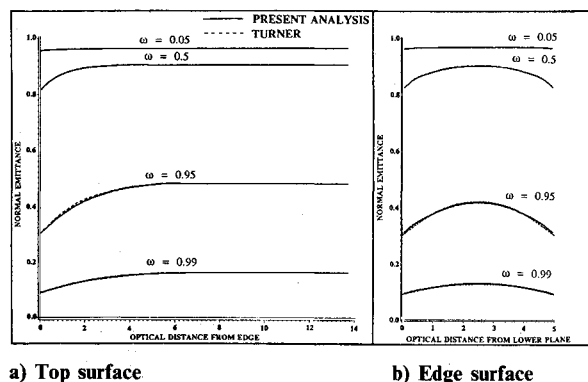 PRESENT ANALYSIS
TURNER
1.0
0.8
0.6
0.4
0.2
0.0
NORMAL EMITTANCE
ω = 0.05
ω = 0.5
ω = 0.95
ω = 0.99
0 2 4 6 8 10 12 14
OPTICAL DISTANCE FROM EDGE
1.0
0.8
0.6
0.4
0.2
0.0
NORMAL EMITTANCE
ω = 0.05
ω = 0.5
ω = 0.95
ω = 0.99
0 1 2 3 4 5
OPTICAL DISTANCE FROM LOWER PLANE
a) Top surface
b) Edge surface